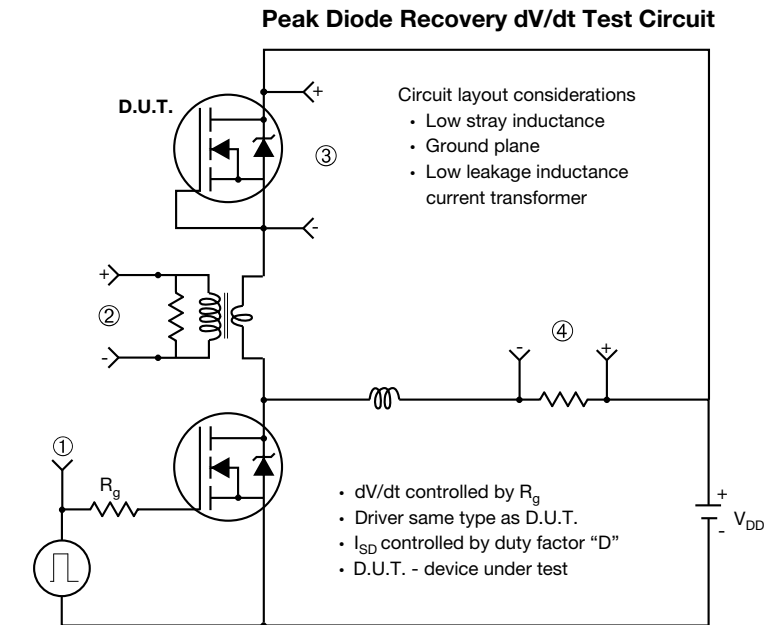 Peak Diode Recovery dV/dt Test Circuit
D.U.T.
+
Circuit layout considerations
• Low stray inductance
• Ground plane
• Low leakage inductance
current transformer
③
-
+
②
-
④
- +
①
Rg
• dV/dt controlled by Rg
• Driver same type as D.U.T.
• ISD controlled by duty factor “D”
• D.U.T. - device under test
+
VDD
-